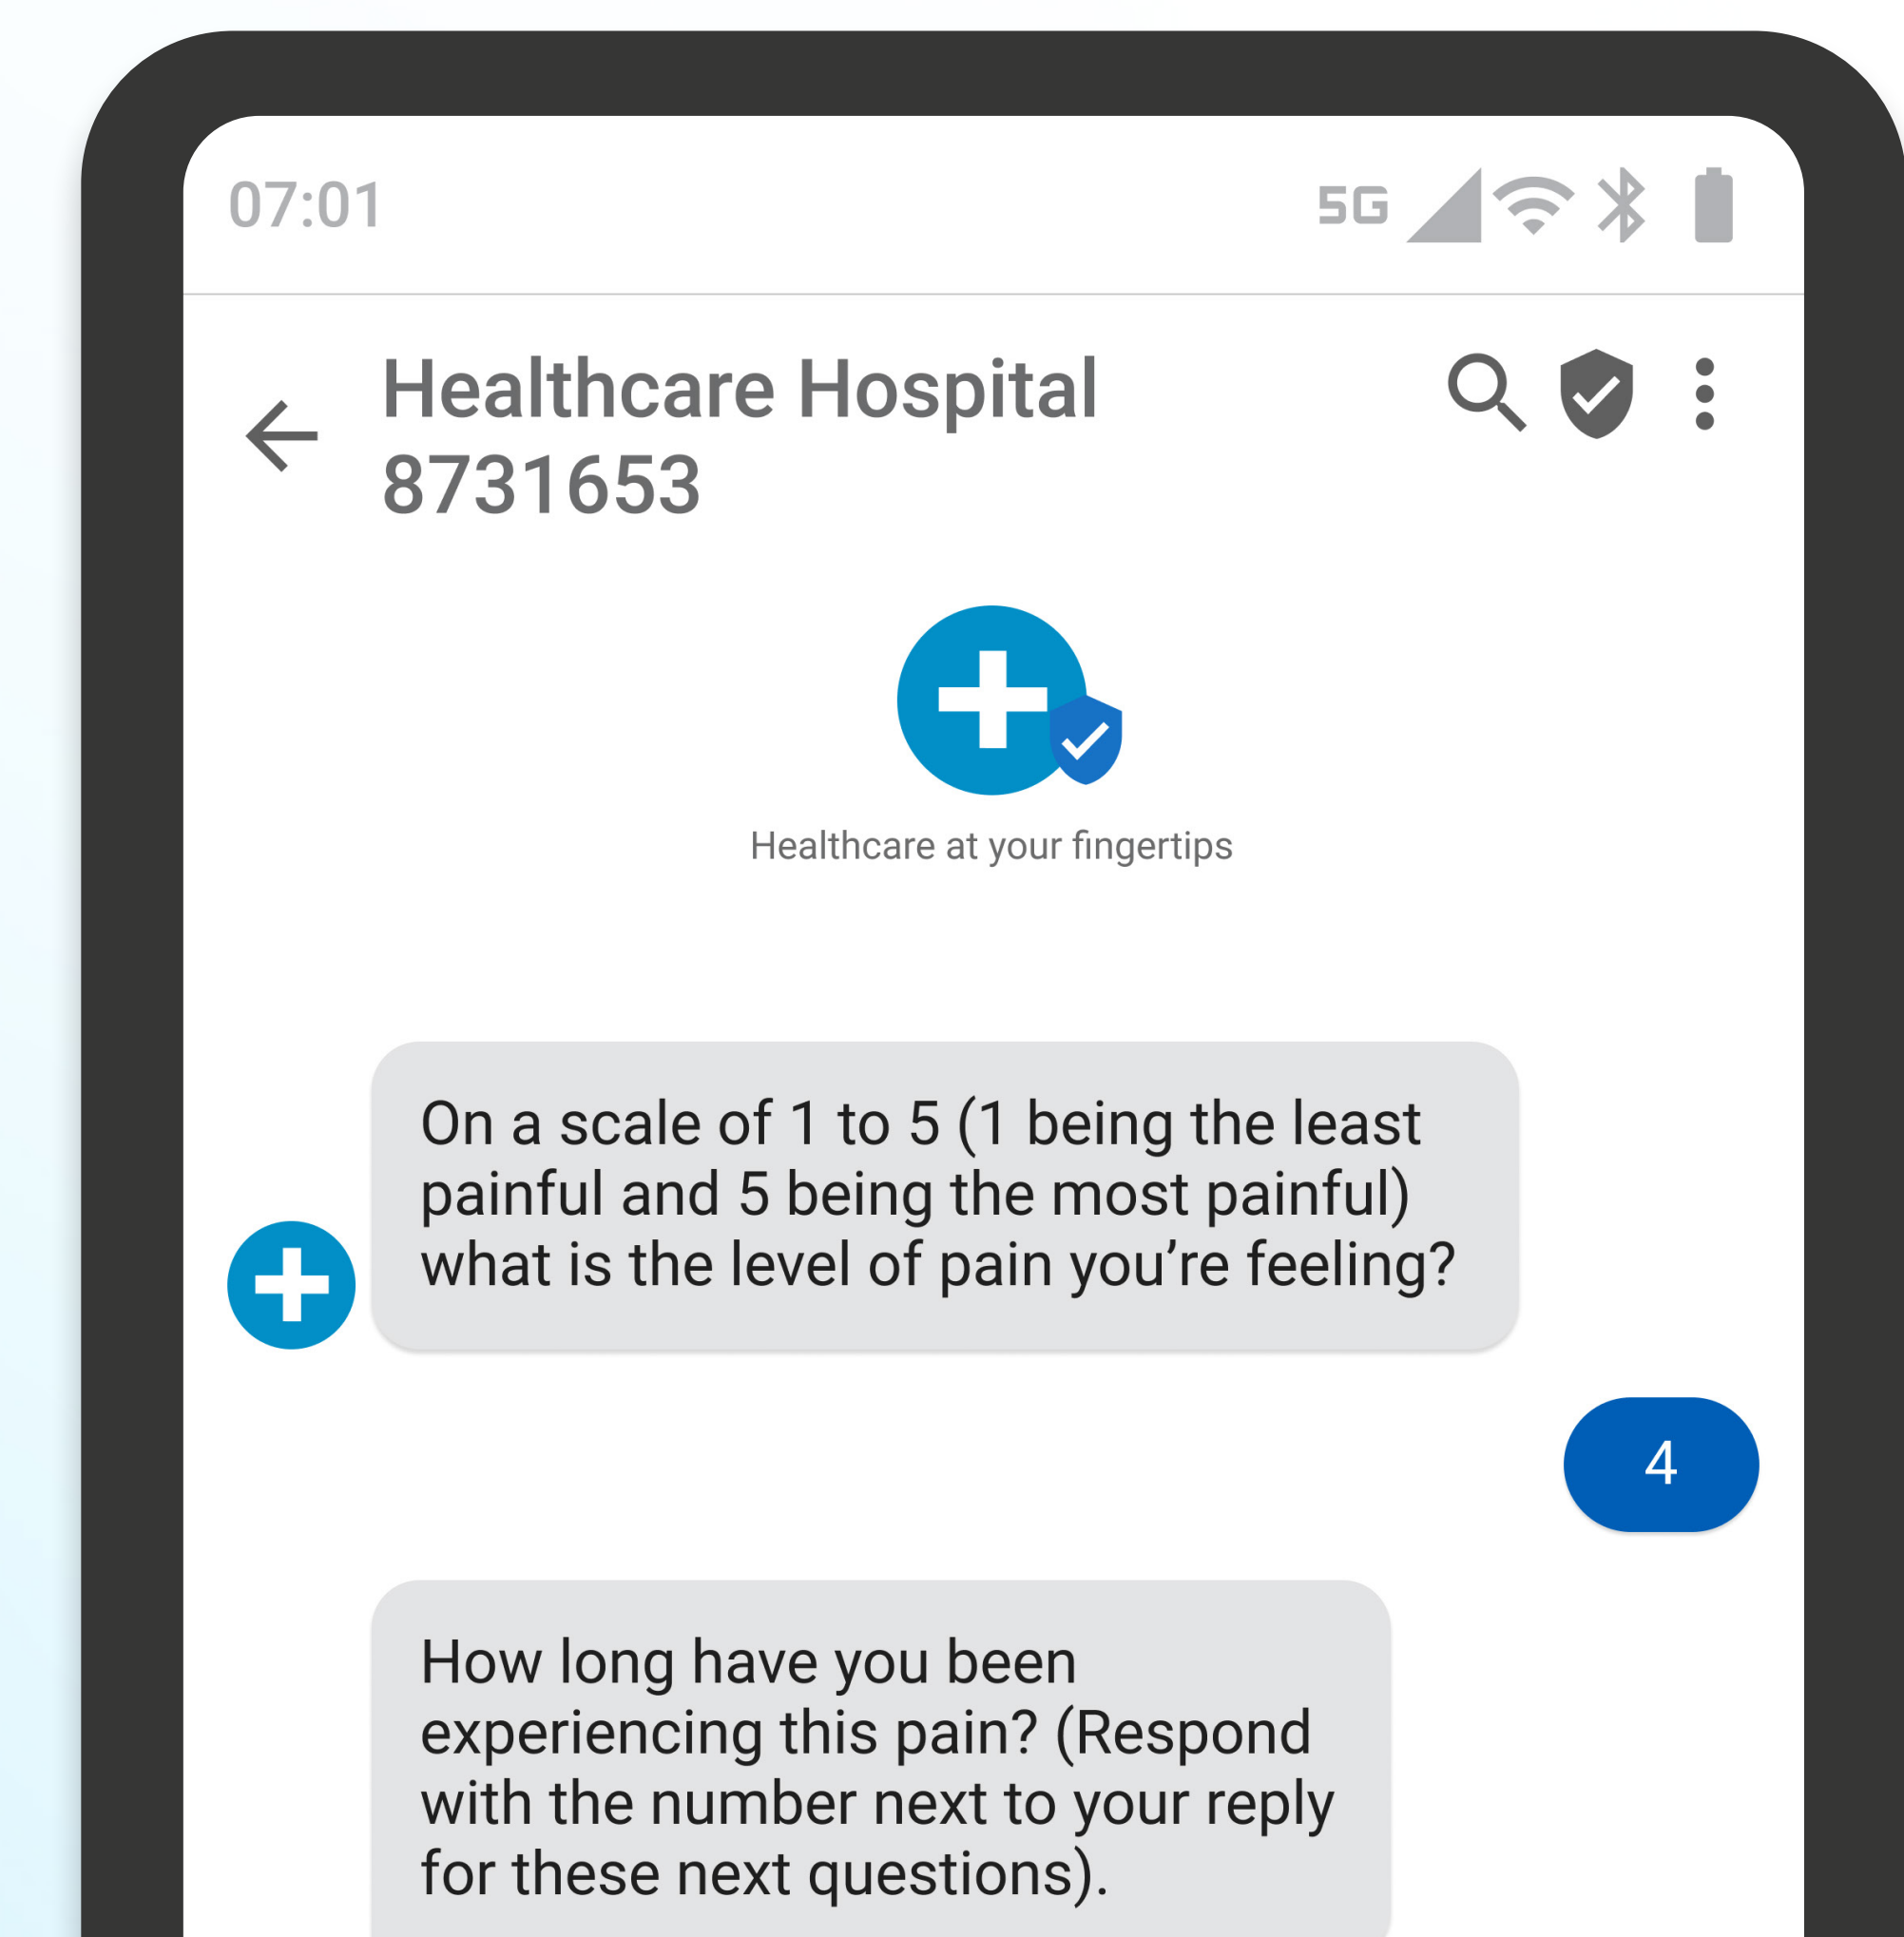 07:01 5G
Healthcare Hospital
8731653
Healthcare at your fingertips
On a scale of 1 to 5 (1 being the least
painful and 5 being the most painful)
what is the level of pain you’re feeling?
4
How long have you been
experiencing this pain? (Respond
with the number next to your reply
for these next questions).